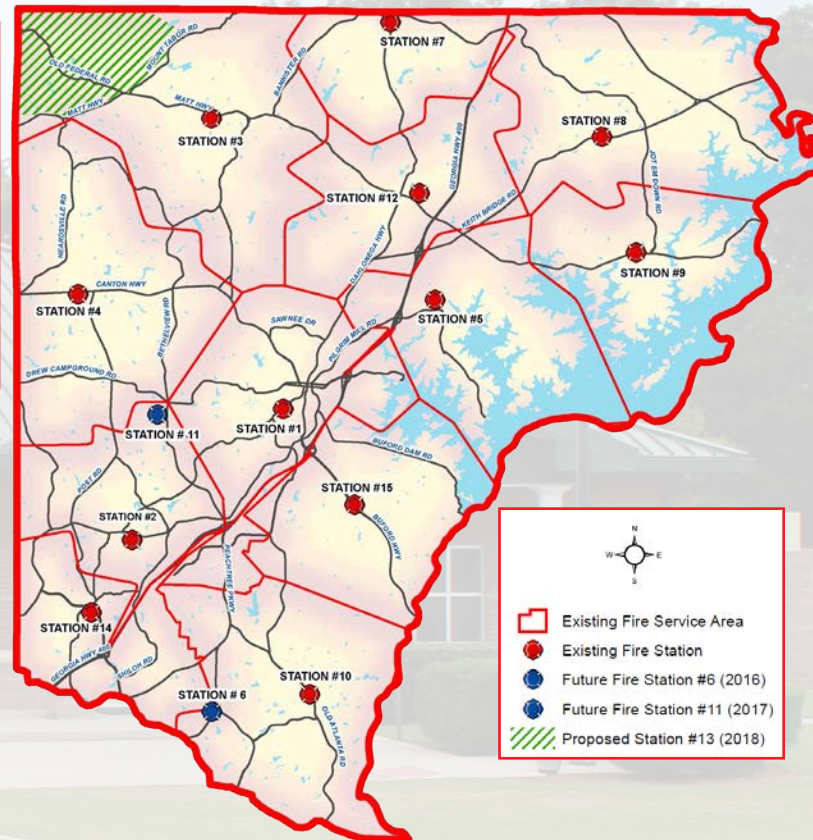 STATION #7
MOUNT TABOR RD
OLD FEDERAL RD
BANNISTER RD
MATT HWY
MATT HWY
STATION #3
STATION #8
GEORGIA HWY 400
JOT EM DOWN RD
STATION #12
KEITH BRIDGE RD
HEARDSVILLE RD
DAHLONEGA HWY
STATION #9
CANTON HWY
STATION #4
STATION #5
BETHELVIEW RD
SAWNEE DR
PILGRIM MILL RD
DREW CAMPGROUND RD
STATION # 11
STATION #1
BUFORD DAM RD
POST RD
STATION #15
STATION #2
BUFORD HWY
PEACHTREE PKWY
STATION #14
GEORGIA HWY 400
SHILOH RD
STATION # 6
STATION #10
OLD ATLANTA RD
N
W E
S
Existing Fire Service Area
Existing Fire Station
Future Fire Station #6 (2016)
Future Fire Station #11 (2017)
Proposed Station #13 (2018)